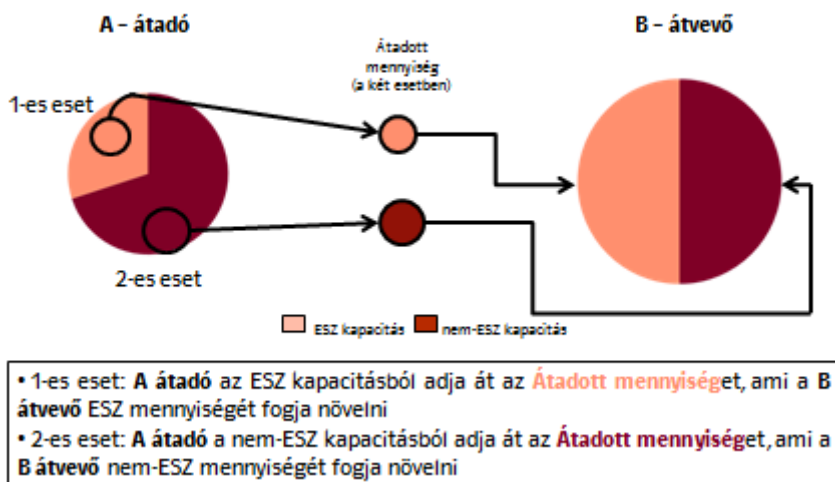 A – átadó
B – átvevő
Átadott
mennyiség
(a két esetben)
1-es eset
2-es eset
ESZ kapacitás
nem-ESZ kapacitás
• 1-es eset: A átadó az ESZ kapacitásból adja át az Átadott mennyiséget, ami a B
átvevő ESZ mennyiségét fogja növelni
• 2-es eset: A átadó a nem-ESZ kapacitásból adja át az Átadott mennyiséget, ami a
B átvevő nem-ESZ mennyiségét fogja növelni